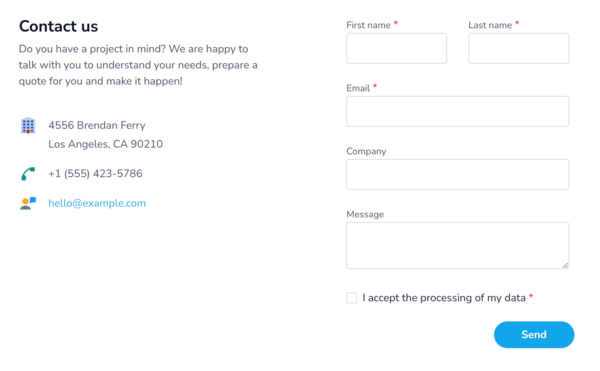 Contact us
Do you have a project in mind? We are happy to
talk with you to understand your needs, prepare a
quote for you and make it happen!
4556 Brendan Ferry
Los Angeles, CA 90210
+1 (555) 423-5786
hello@example.com
First name *
Last name *
Email *
Company
Message
I accept the processing of my data *
Send